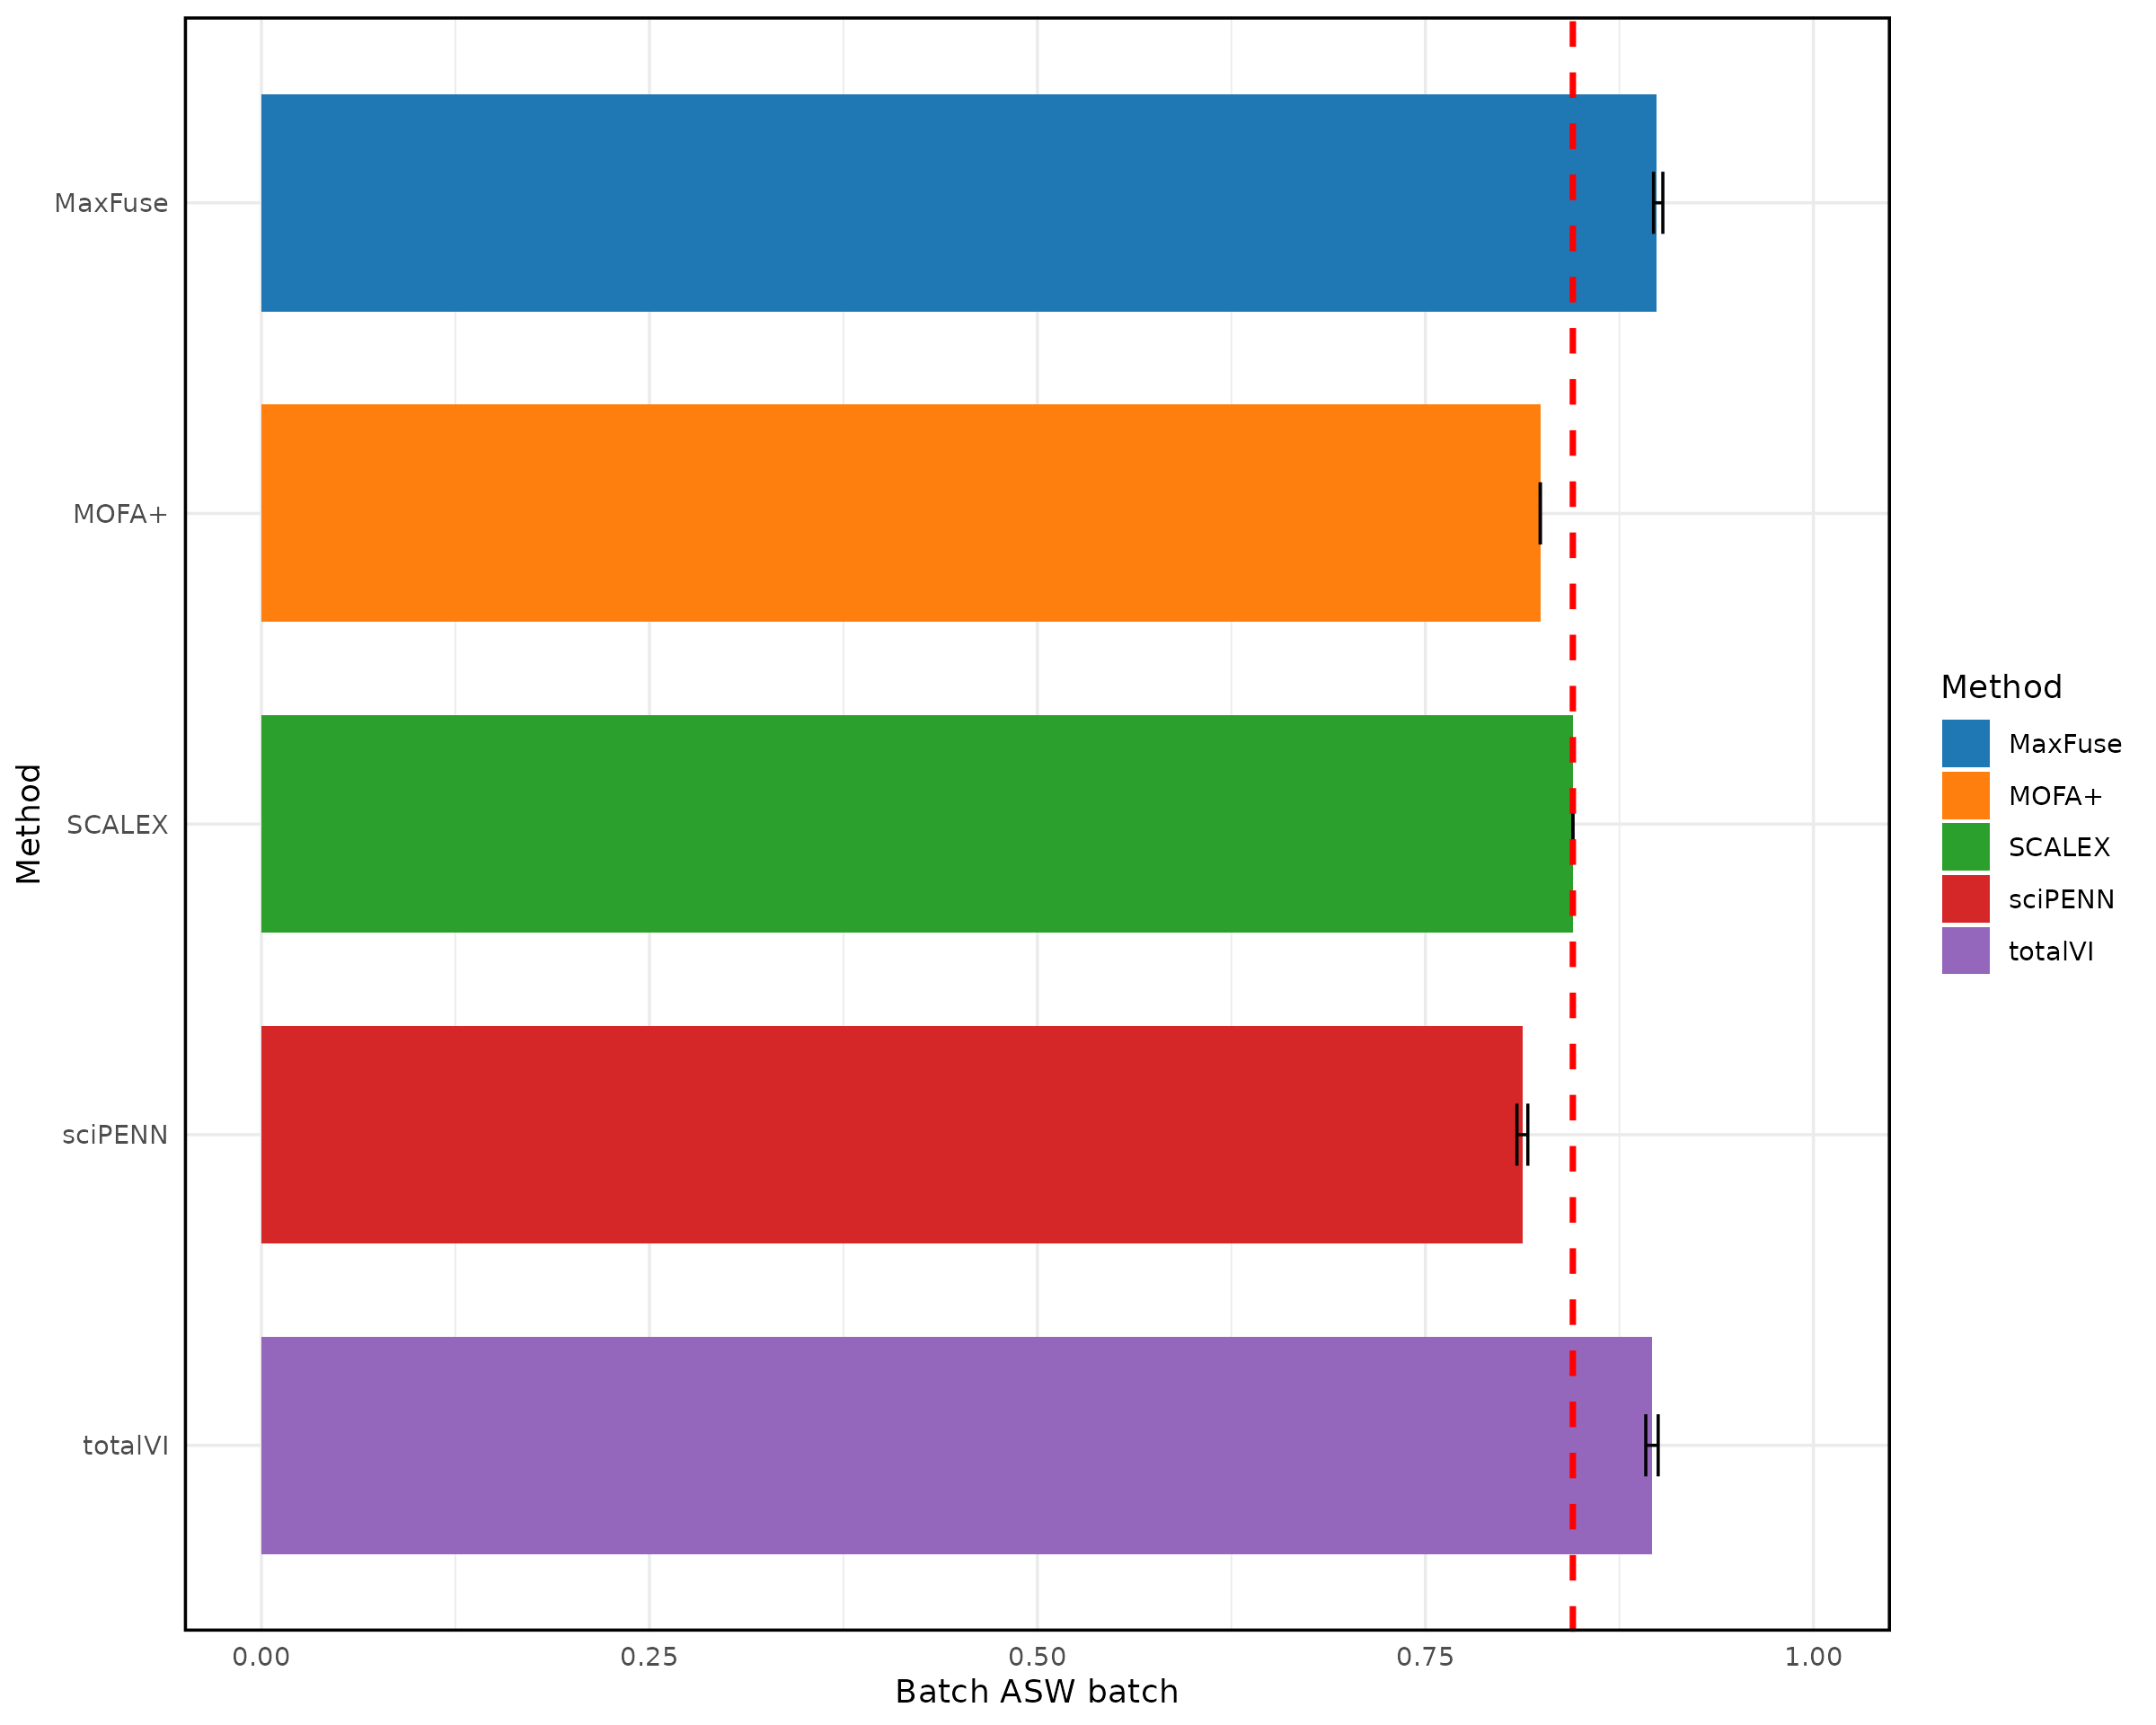 MaxFuse
MOFA+
SCALEX
sciPENN
totalVI
Method
0.00 0.25 0.50 0.75 1.00
Batch ASW batch
Method
MaxFuse
MOFA+
SCALEX
sciPENN
totalVI